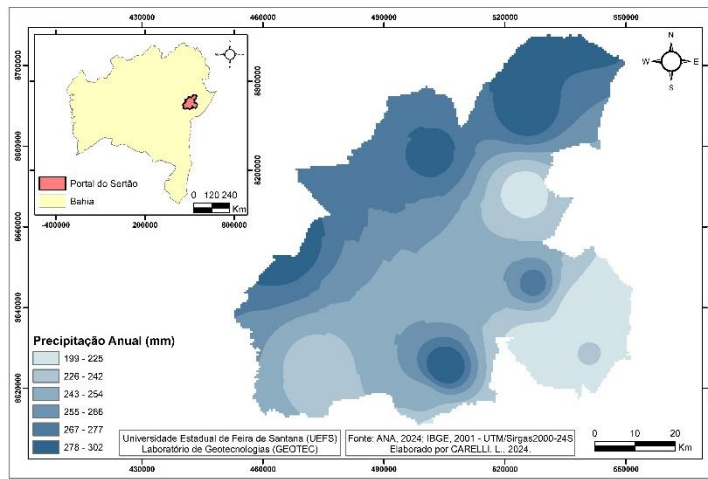 430000 460000 490000 520000 550000
N
W E
S
8700000
8680000
8660000
8640000
8620000
8800000
8200000
Portal do Sertão
Bahia
0 120 240
Km
-400000 200000 800000
Precipitação Anual (mm)
199 - 225
226 - 242
243 - 254
255 - 266
267 - 277
278 - 302
Universidade Estadual de Feira de Santana (UEFS)
Laboratório de Geotecnologias (GEOTEC)
Fonte: ANA, 2024; IBGE, 2001 - UTM/Sirgas2000-24S
Elaborado por CARELLI. L.. 2024.
0 10 20
Km
430000 460000 490000 520000 550000